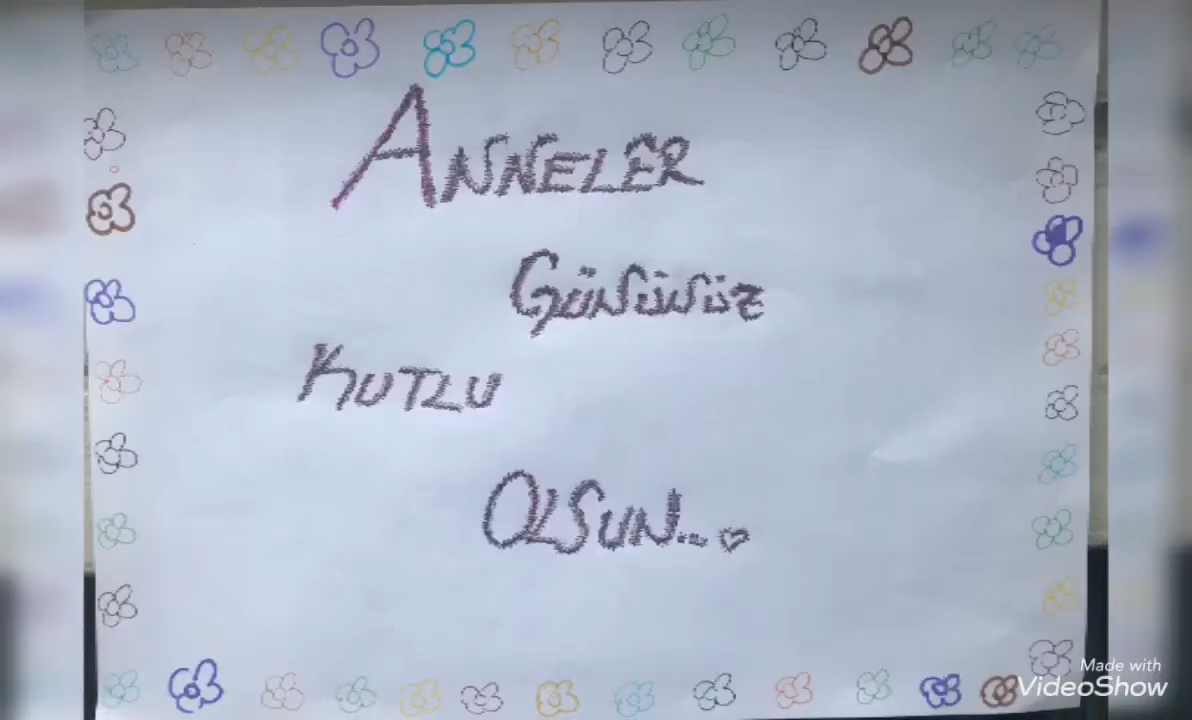 ANNELER
GÜNÜNÜZ
KUTLU
OLSUN...
Made with
VideoShow